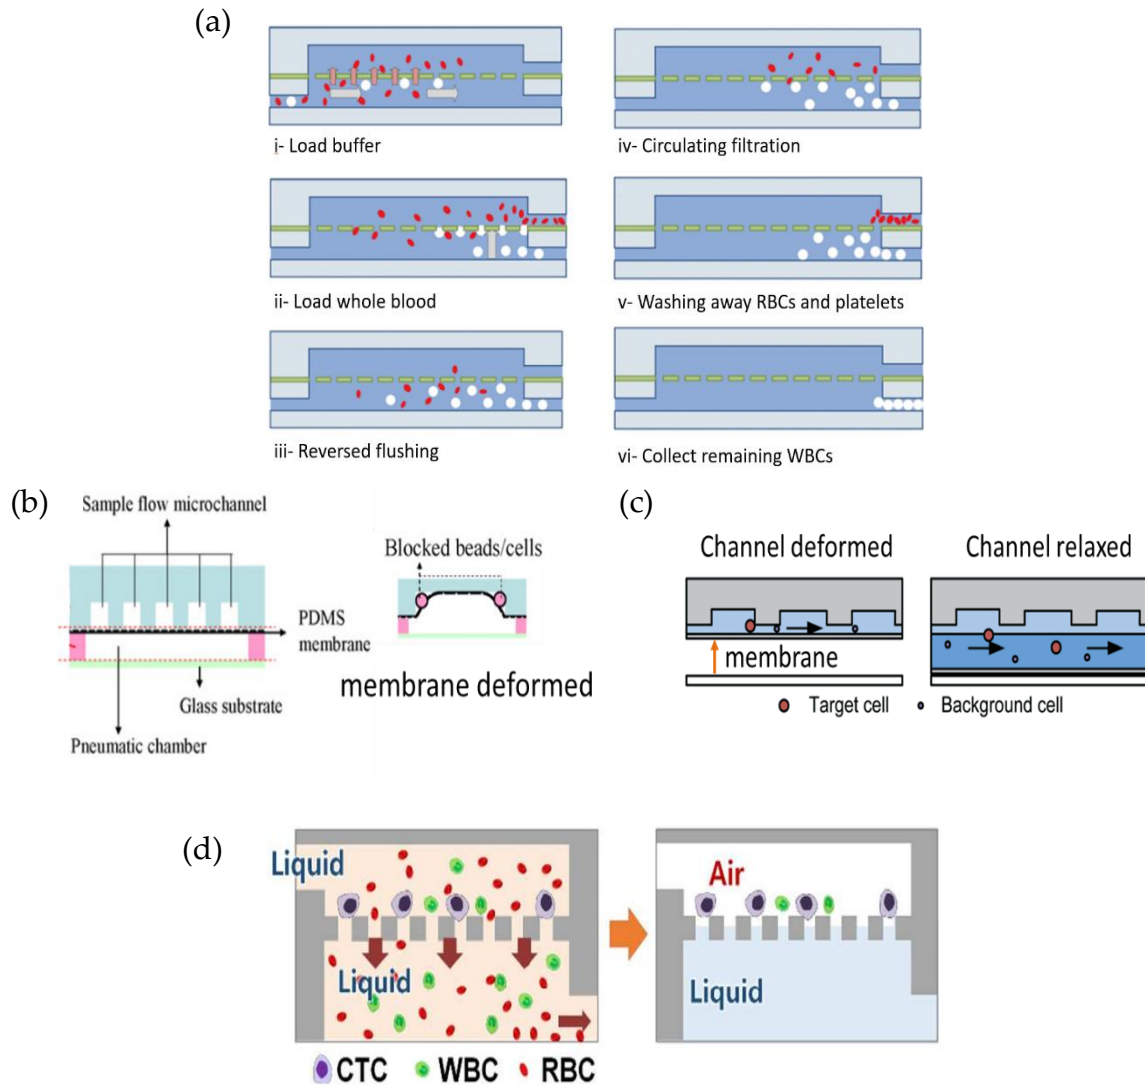 (a)
i- Load buffer
iv- Circulating filtration
ii- Load whole blood
v- Washing away RBCs and platelets
iii- Reversed flushing
vi- Collect remaining WBCs
(b)
Sample flow microchannel
PDMS
membrane
Glass substrate
Pneumatic chamber
Blocked beads/cells
membrane deformed
(c)
Channel deformed
Channel relaxed
membrane
Target cell
Background cell
(d)
Liquid
Liquid
Air
Liquid
CTC
WBC
RBC